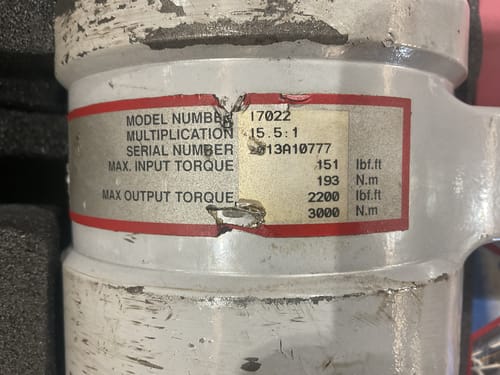 MODEL NUMBER 17022
MULTIPLICATION 15.5:1
SERIAL NUMBER 2013A10777
MAX. INPUT TORQUE 151 lbf.ft
193 N.m
MAX OUTPUT TORQUE 2200 lbf.ft
3000 N.m